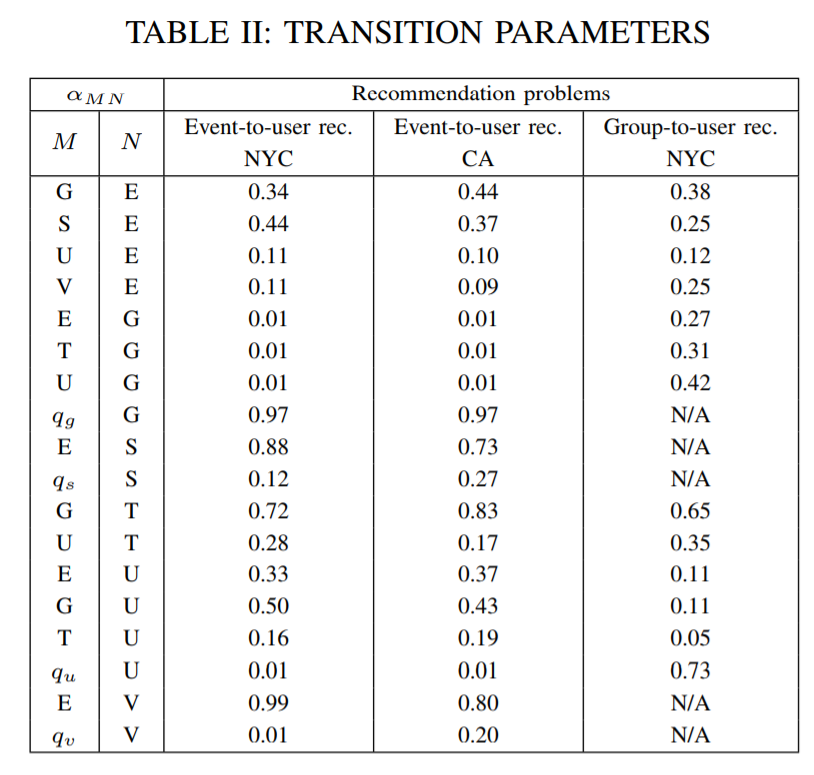 TABLE II: TRANSITION PARAMETERS
α_{MN} Recommendation problems
M N Event-to-user rec. NYC Event-to-user rec. CA Group-to-user rec. NYC
G E 0.34 0.44 0.38
S E 0.44 0.37 0.25
U E 0.11 0.10 0.12
V E 0.11 0.09 0.25
E G 0.01 0.01 0.27
T G 0.01 0.01 0.31
U G 0.01 0.01 0.42
q_g G 0.97 0.97 N/A
E S 0.88 0.73 N/A
q_s S 0.12 0.27 N/A
G T 0.72 0.83 0.65
U T 0.28 0.17 0.35
E U 0.33 0.37 0.11
G U 0.50 0.43 0.11
T U 0.16 0.19 0.05
q_u U 0.01 0.01 0.73
E V 0.99 0.80 N/A
q_v V 0.01 0.20 N/A